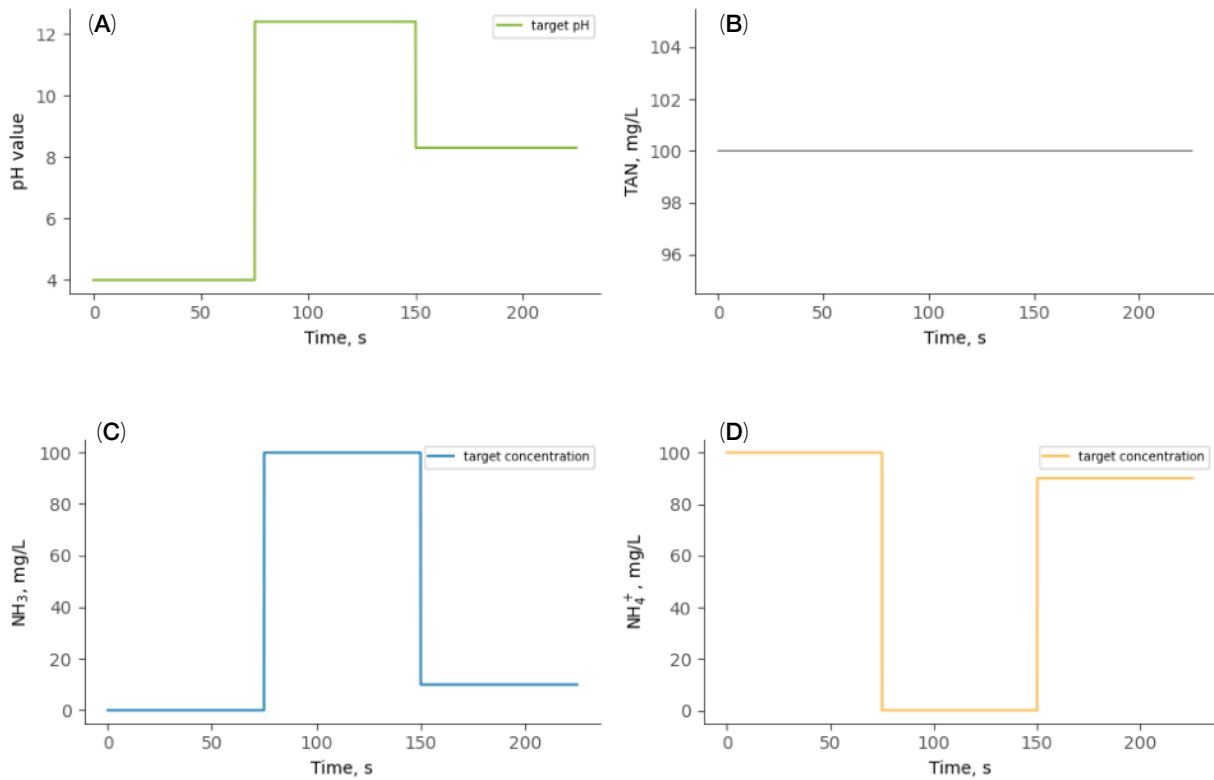 (A)
target pH
pH value
12
10
8
6
4
0 50 100 150 200
Time, s
(B)
TAN, mg/L
104
102
100
98
96
0 50 100 150 200
Time, s
(C)
target concentration
NH₃, mg/L
100
80
60
40
20
0
0 50 100 150 200
Time, s
(D)
target concentration
NH₄⁺, mg/L
100
80
60
40
20
0
0 50 100 150 200
Time, s